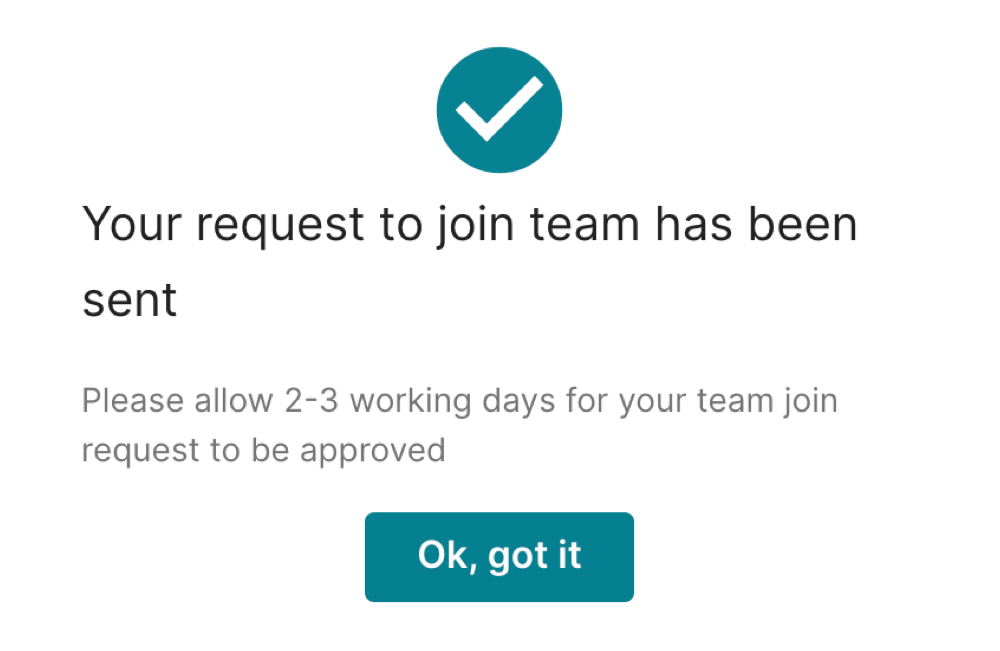 Your request to join team has been
sent
Please allow 2-3 working days for your team join
request to be approved
Ok, got it